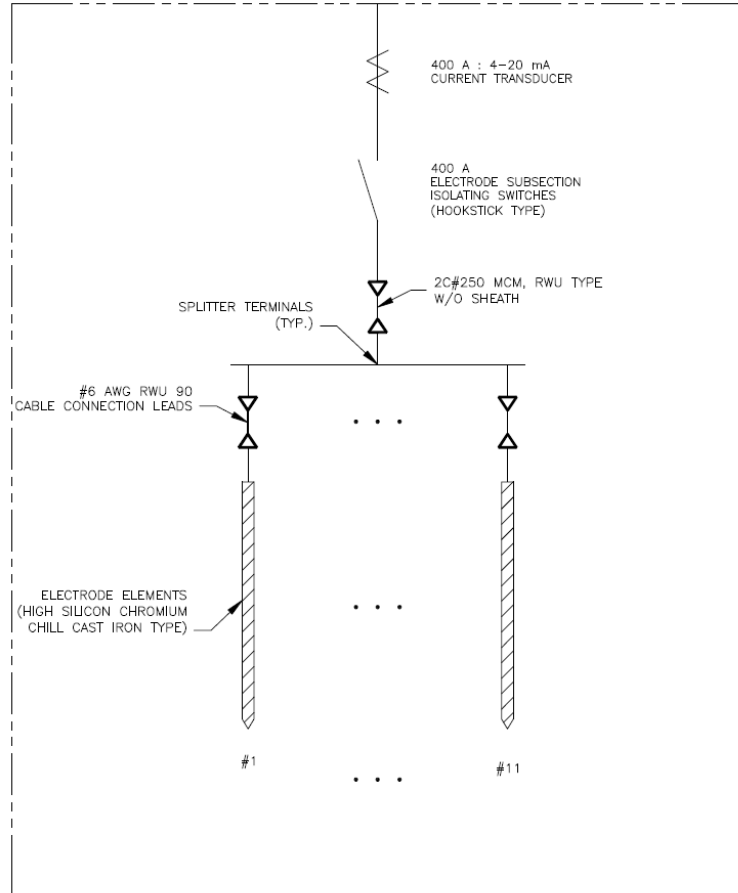 400 A : 4-20 mA
CURRENT TRANSDUCER
400 A
ELECTRODE SUBSECTION
ISOLATING SWITCHES
(HOOKSTICK TYPE)
2C#250 MCM, RWU TYPE
W/O SHEATH
SPLITTER TERMINALS
(TYP.)
#6 AWG RWU 90
CABLE CONNECTION LEADS
ELECTRODE ELEMENTS
(HIGH SILICON CHROMIUM
CHILL CAST IRON TYPE)
#1
#11